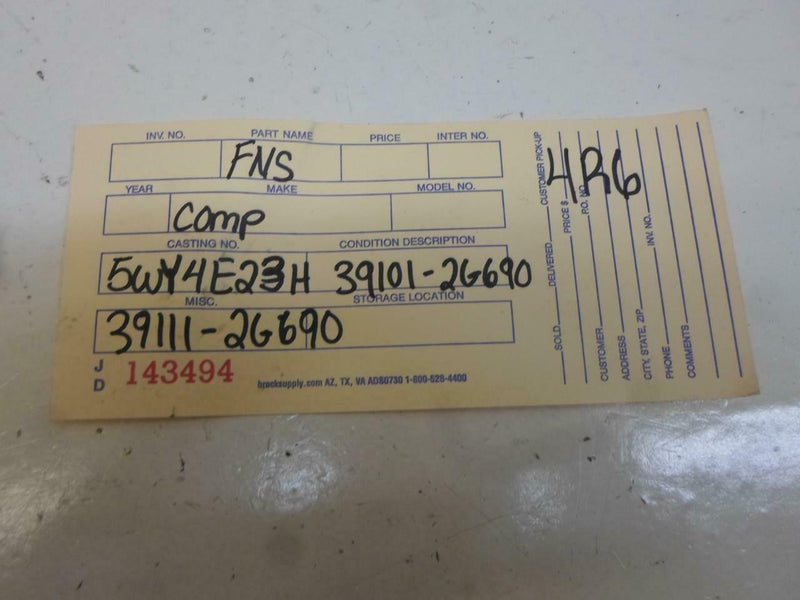 INV. NO. PART NAME PRICE INTER NO.
FNS
YEAR MAKE MODEL NO.
COMP
CASTING NO. CONDITION DESCRIPTION
5WY4E23H 39101-2G690
MISC. STORAGE LOCATION
39111-2G690
J D 143494
bracksupply.com AZ, TX, VA ADS0730 1-800-528-4400
SOLD DELIVERED CUSTOMER PICK-UP
4R6
PRICE $ RO. NO.
CUSTOMER
ADDRESS
CITY, STATE, ZIP INV. NO.
PHONE
COMMENTS